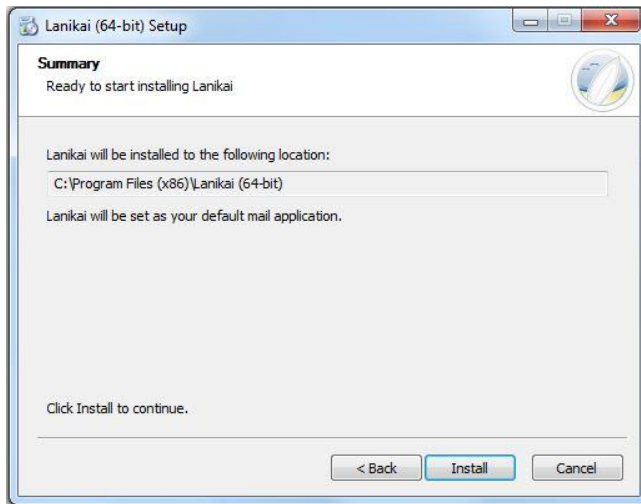 Lanikai (64-bit) Setup
Summary
Ready to start installing Lanikai
Lanikai will be installed to the following location:
C:\Program Files (x86)\Lanikai (64-bit)
Lanikai will be set as your default mail application.
Click Install to continue.
< Back Install Cancel